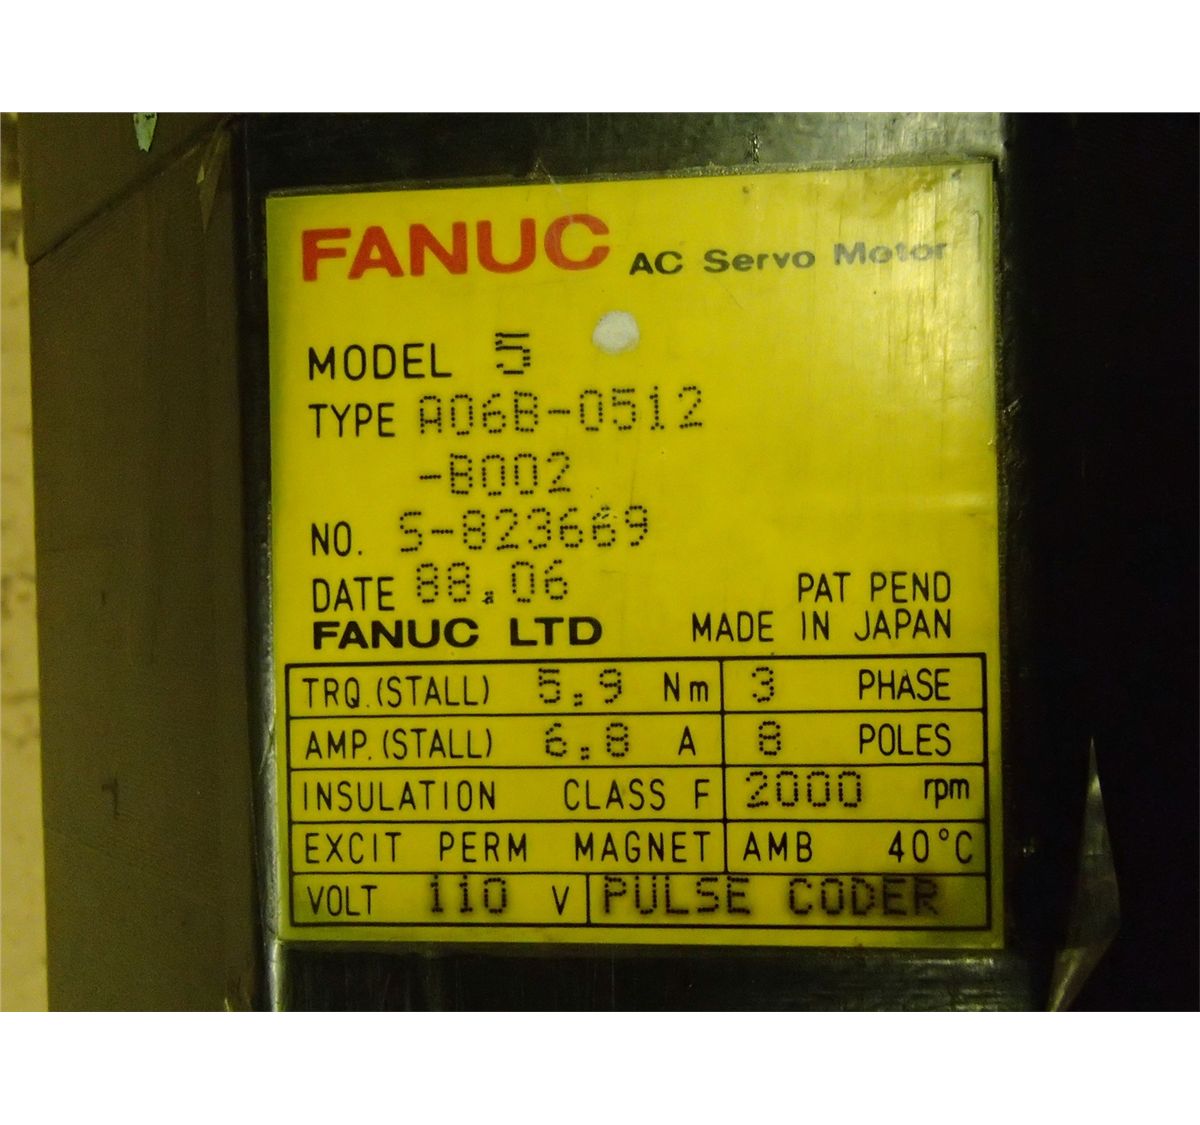 FANUC AC Servo Motor
MODEL 5
TYPE A06B-0512
-B002
NO. S-823669
DATE 88.06
PAT PEND
FANUC LTD MADE IN JAPAN
TRQ.(STALL) 5.9 Nm 3 PHASE
AMP.(STALL) 6.8 A 8 POLES
INSULATION CLASS F 2000 rpm
EXCIT PERM MAGNET AMB 40°C
VOLT 110 V PULSE CODER